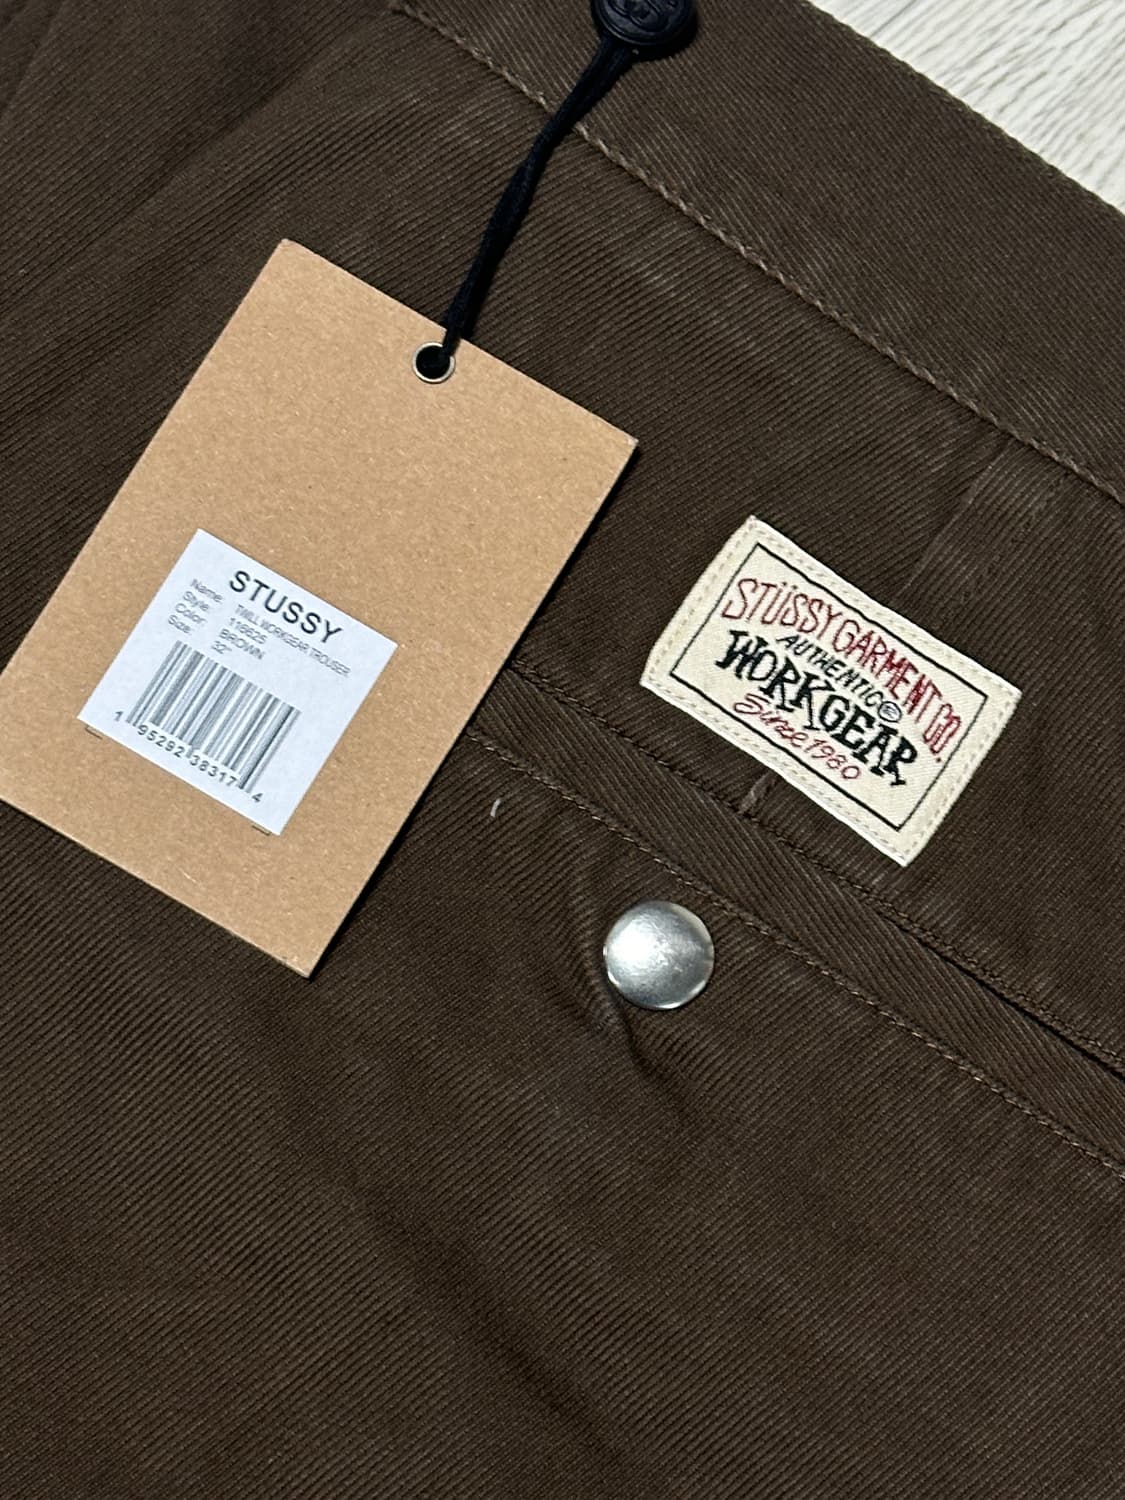 STUSSY
Name: TWILL WORKGEAR TROUSER
Style: 116625
Color: BROWN
Size: 32"
1 95292 38317 4
STÜSSY GARMENT CO.
AUTHENTIC®
WORKGEAR
Since 1980